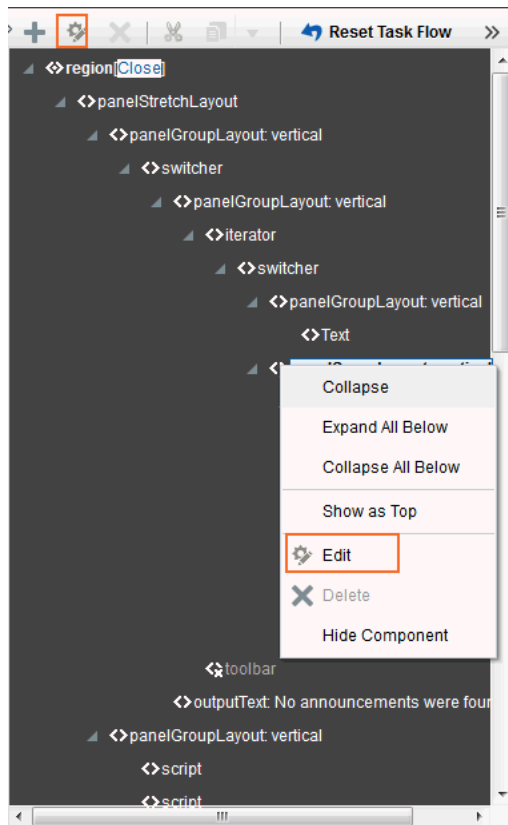 Reset Task Flow
region[Close]
panelStretchLayout
panelGroupLayout: vertical
switcher
panelGroupLayout: vertical
iterator
switcher
panelGroupLayout: vertical
Text
Collapse
Expand All Below
Collapse All Below
Show as Top
Edit
Delete
Hide Component
toolbar
outputText: No announcements were four
panelGroupLayout: vertical
script
script